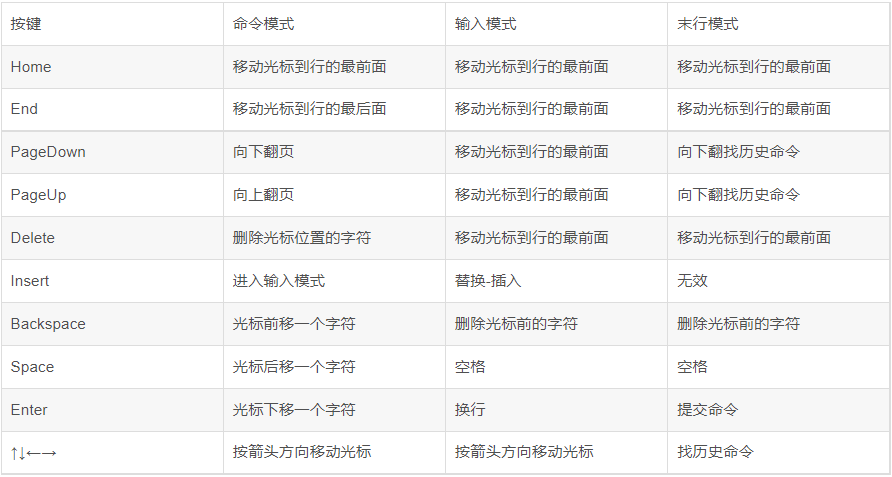 按键 命令模式 输入模式 末行模式
Home 移动光标到行的最前面 移动光标到行的最前面 移动光标到行的最前面
End 移动光标到行的最后面 移动光标到行的最前面 移动光标到行的最前面
PageDown 向下翻页 移动光标到行的最前面 向下翻找历史命令
PageUp 向上翻页 移动光标到行的最前面 向下翻找历史命令
Delete 删除光标位置的字符 移动光标到行的最前面 移动光标到行的最前面
Insert 进入输入模式 替换-插入 无效
Backspace 光标前移一个字符 删除光标前的字符 删除光标前的字符
Space 光标后移一个字符 空格 空格
Enter 光标下移一个字符 换行 提交命令
↑↓←→ 按箭头方向移动光标 按箭头方向移动光标 找历史命令